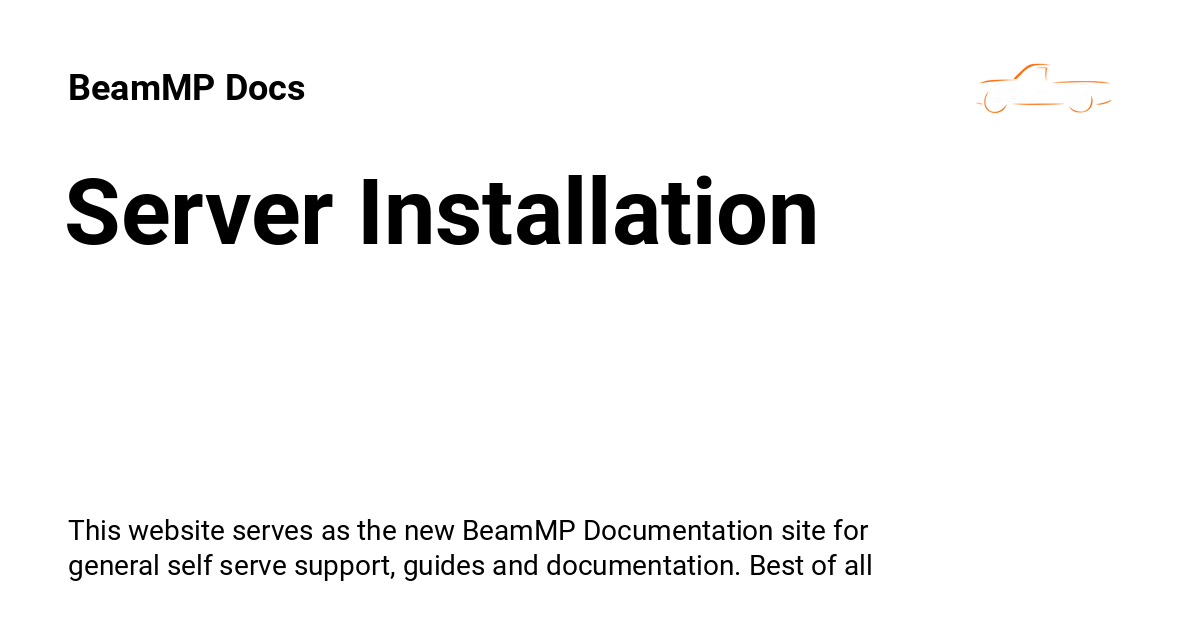 BeamMP Docs
Server Installation
This website serves as the new BeamMP Documentation site for
general self serve support, guides and documentation. Best of all